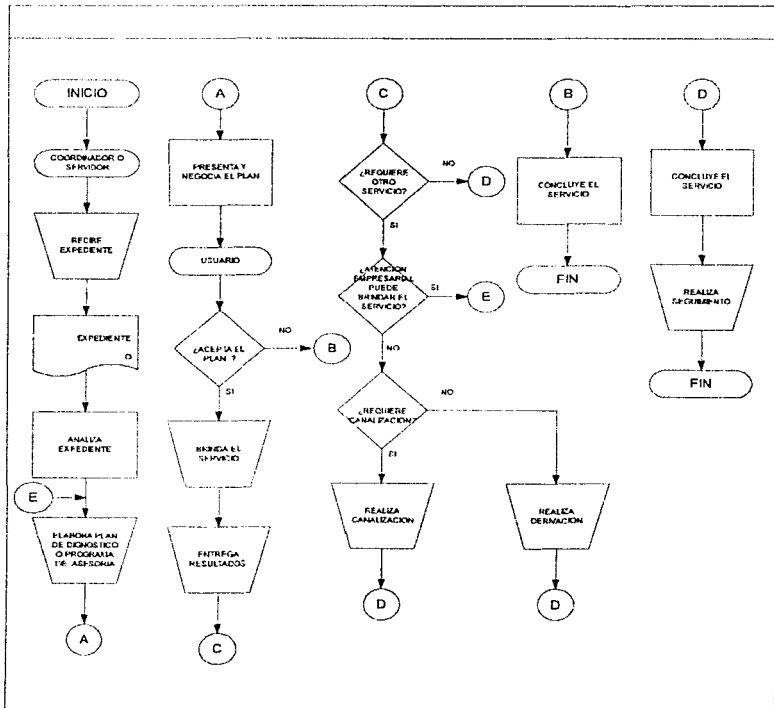 INICIO
COORDINADOR O
SERVIDOR
RECIBE
EXPEDIENTE
EXPEDIENTE
O
ANALIZA
EXPEDIENTE
E
ELABORA PLAN
DE DIGNOSTICO
O PROGRAMA
DE ASESORIA
A
A
PRESENTA Y
NEGOCIA EL PLAN
USUARIO
¿ACEPTA EL
PLAN ?
NO
B
SI
BRINDA EL
SERVICIO
ENTREGA
RESULTADOS
C
C
¿REQUIERE
OTRO
SERVICIO?
NO
D
SI
¿ATENCION
EMPRESARIAL
PUEDE
BRINDAR EL
SERVICIO?
SI
E
NO
¿REQUIERE
CANALIZACION?
NO
SI
REALIZA
CANALIZACION
D
REALIZA
DERIVACION
D
B
CONCLUYE EL
SERVICIO
FIN
D
CONCLUYE EL
SERVICIO
REALIZA
SEGUIMIENTO
FIN